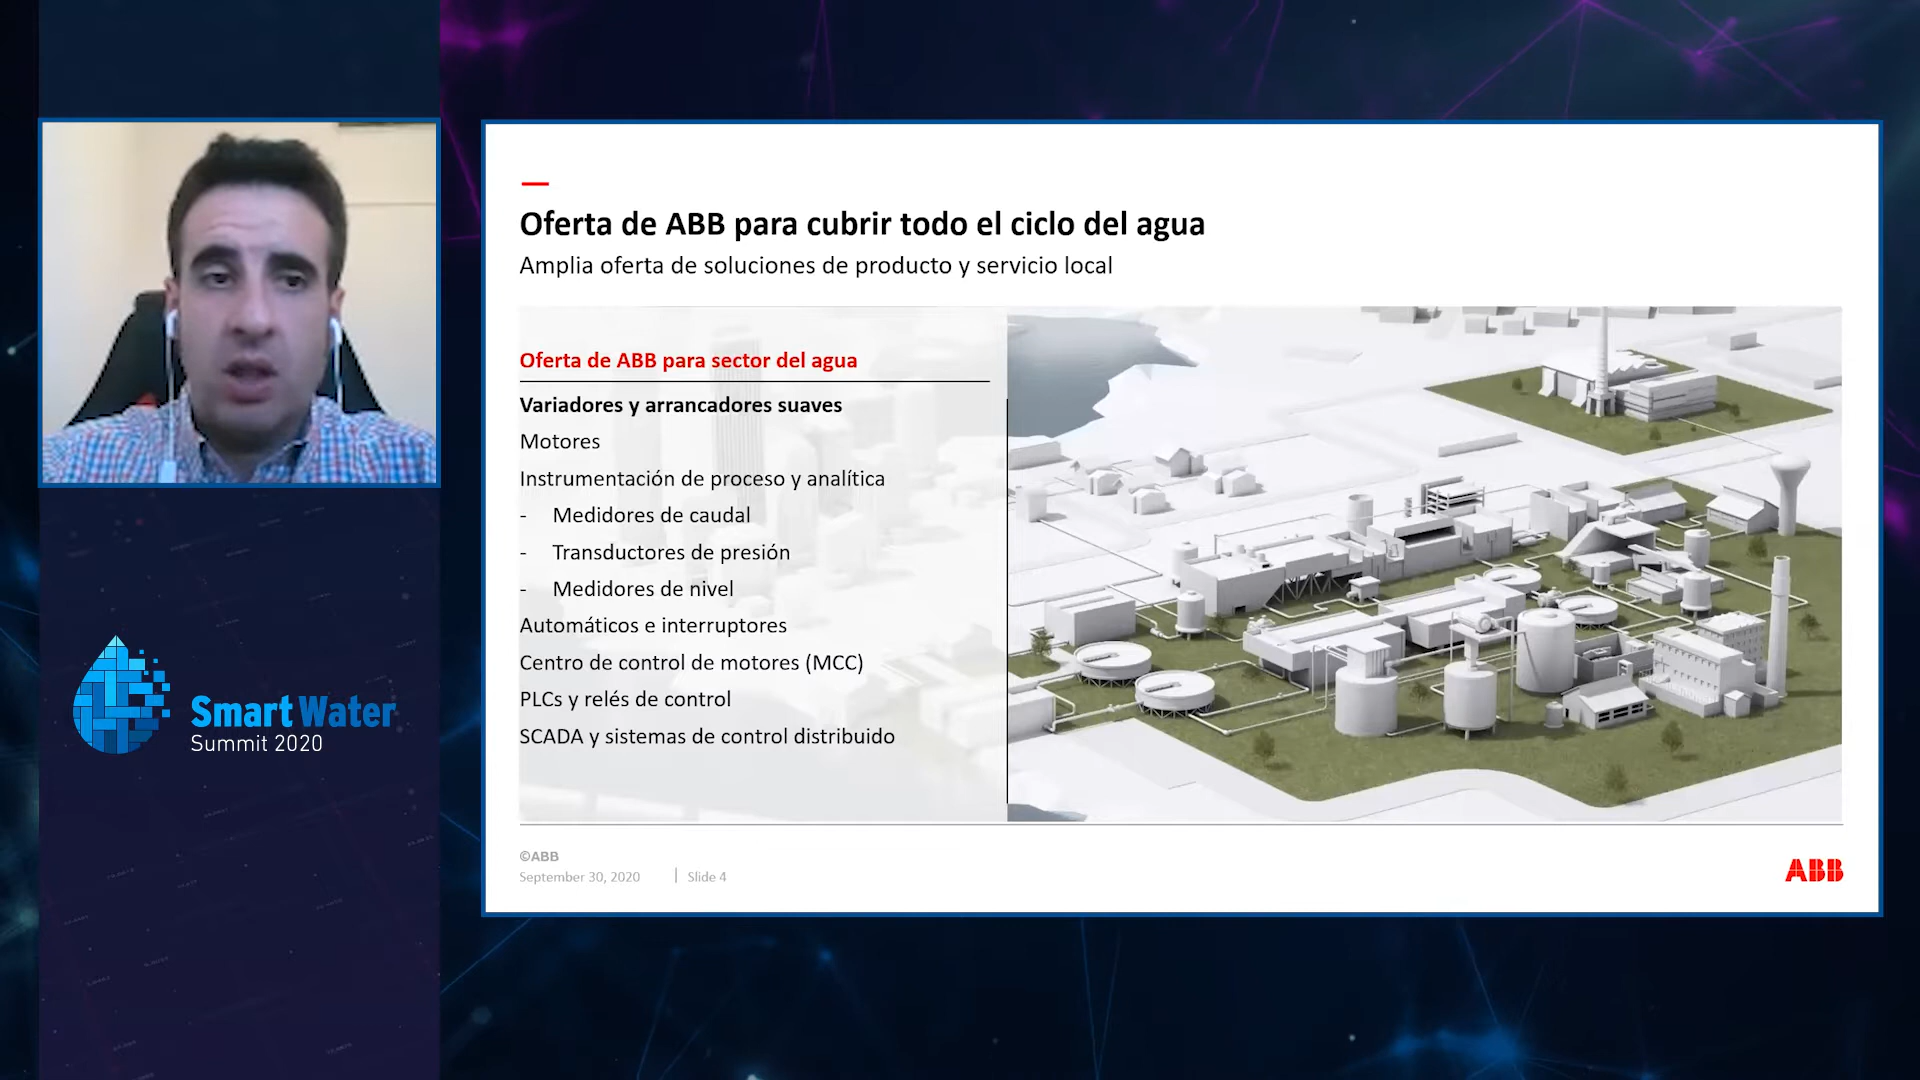 Oferta de ABB para cubrir todo el ciclo del agua
Amplia oferta de soluciones de producto y servicio local
Oferta de ABB para sector del agua
Variadores y arrancadores suaves
Motores
Instrumentación de proceso y analítica
- Medidores de caudal
- Transductores de presión
- Medidores de nivel
Automáticos e interruptores
Centro de control de motores (MCC)
PLCs y relés de control
SCADA y sistemas de control distribuido
©ABB
September 30, 2020 | Slide 4
ABB
Smart Water
Summit 2020